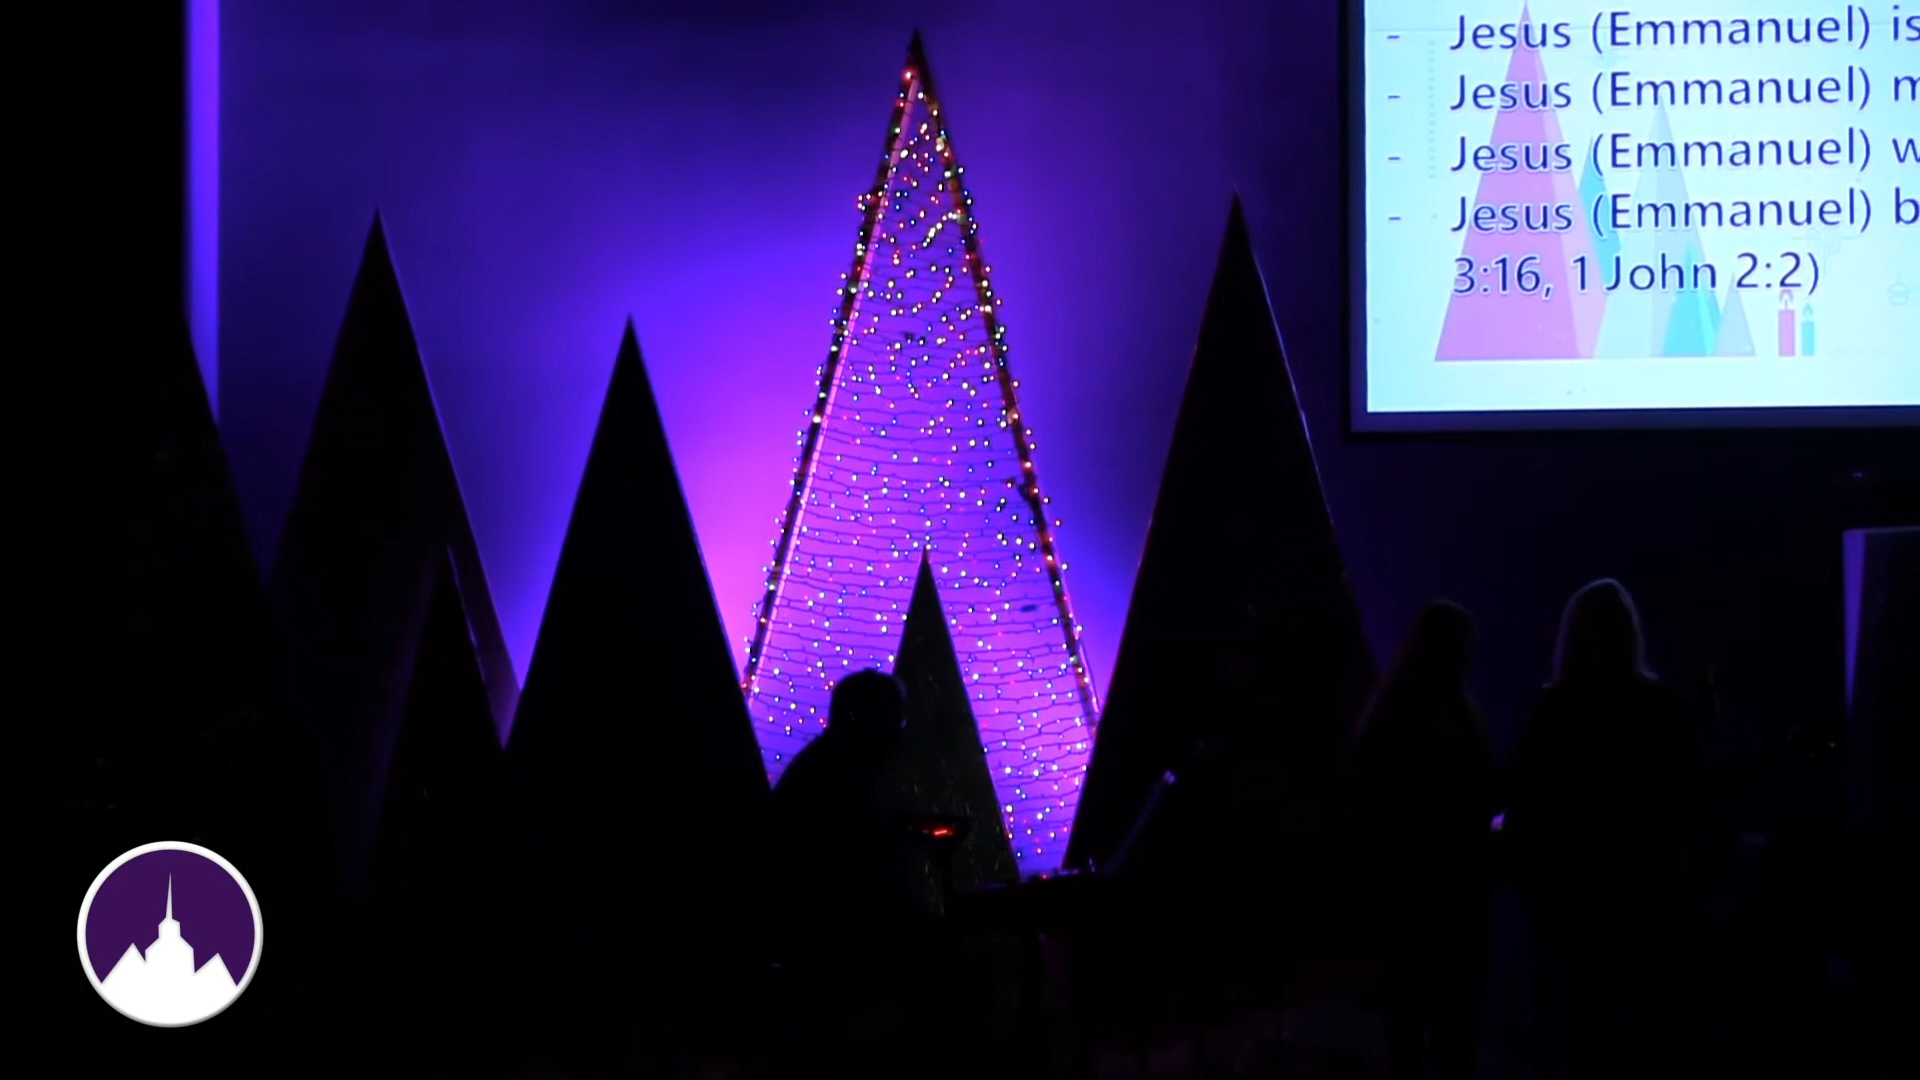 - Jesus (Emmanuel) is
- Jesus (Emmanuel)
- Jesus (Emmanuel)
- Jesus (Emmanuel)
3:16, 1 John 2:2)